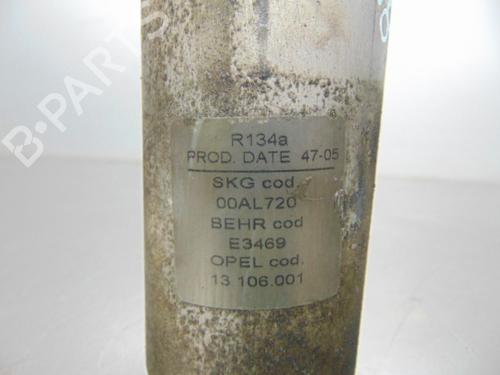 R134a
PROD. DATE 47-05
SKG cod.
00AL720
BEHR cod
E3469
OPEL cod.
13.106.001
B-PARTS